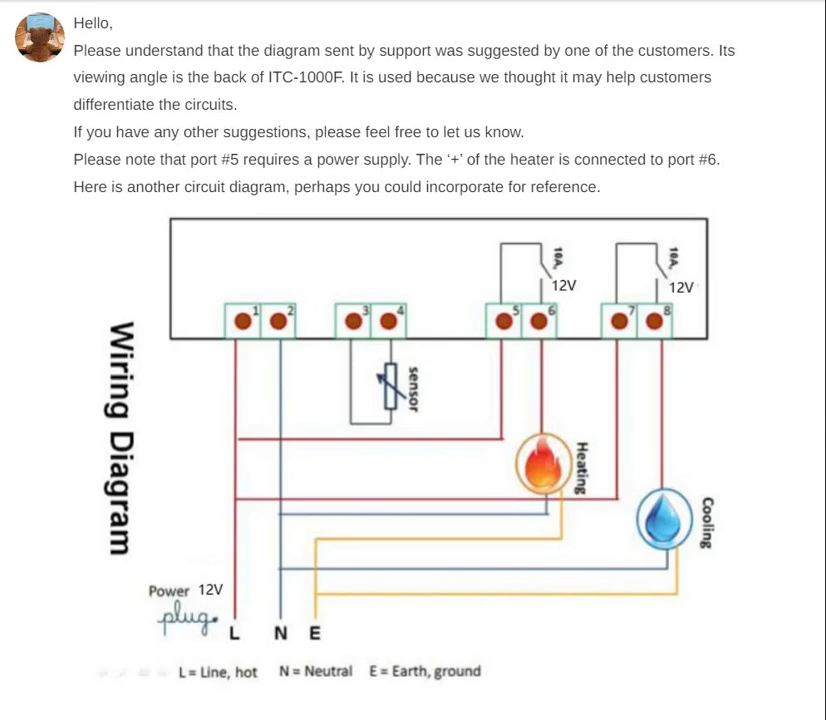 Hello,
Please understand that the diagram sent by support was suggested by one of the customers. Its
viewing angle is the back of ITC-1000F. It is used because we thought it may help customers
differentiate the circuits.
If you have any other suggestions, please feel free to let us know.
Please note that port #5 requires a power supply. The ‘+’ of the heater is connected to port #6.
Here is another circuit diagram, perhaps you could incorporate for reference.
10A 10A
12V 12V
1 2 3 4 5 6 7 8
Wiring Diagram
sensor
Heating
Cooling
Power 12V
plug.
L N E
L= Line, hot N = Neutral E= Earth, ground